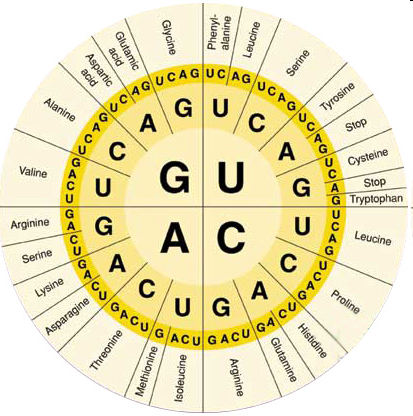 Phenyl-
alanine
Leucine
Serine
Tyrosine
Stop
Cysteine
Stop
Tryptophan
Leucine
Proline
Histidine
Glutamine
Arginine
Isoleucine
Methionine
Threonine
Asparagine
Lysine
Serine
Arginine
Valine
Alanine
Aspartic
acid
Glutamic
acid
Glycine
U C A G U C A G U C A G U C A G
U C A G U C A G U C A G U C A G
U C A G U C A G U C A G U C A G
U C A G U C A G U C A G U C A G
U C A G
U C A G
U C A G
U C A G
G U
A C